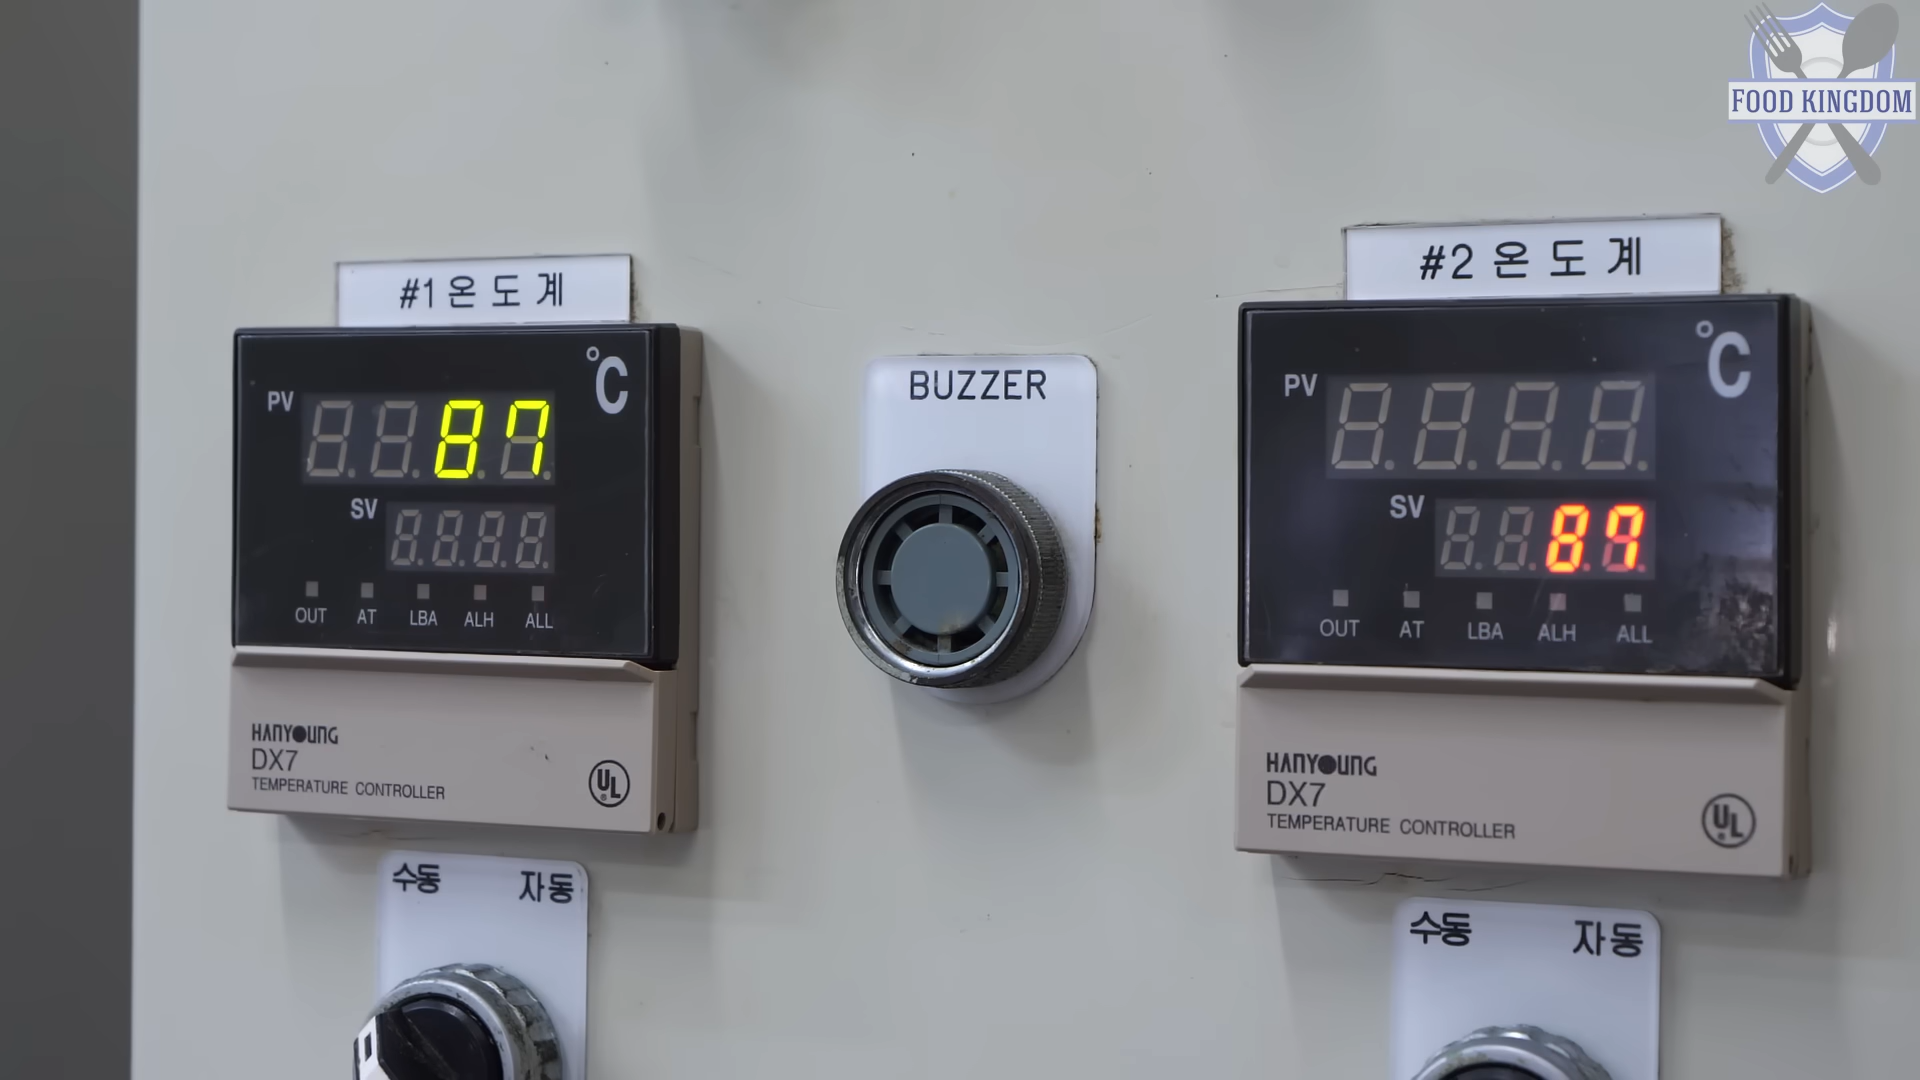 FOOD KINGDOM
#1 온도계
°C
PV 87
SV
OUT AT LBA ALH ALL
HANYOUNG
DX7
TEMPERATURE CONTROLLER
UL
수동 자동
BUZZER
#2 온도계
°C
PV
SV 87
OUT AT LBA ALH ALL
HANYOUNG
DX7
TEMPERATURE CONTROLLER
UL
수동 자동